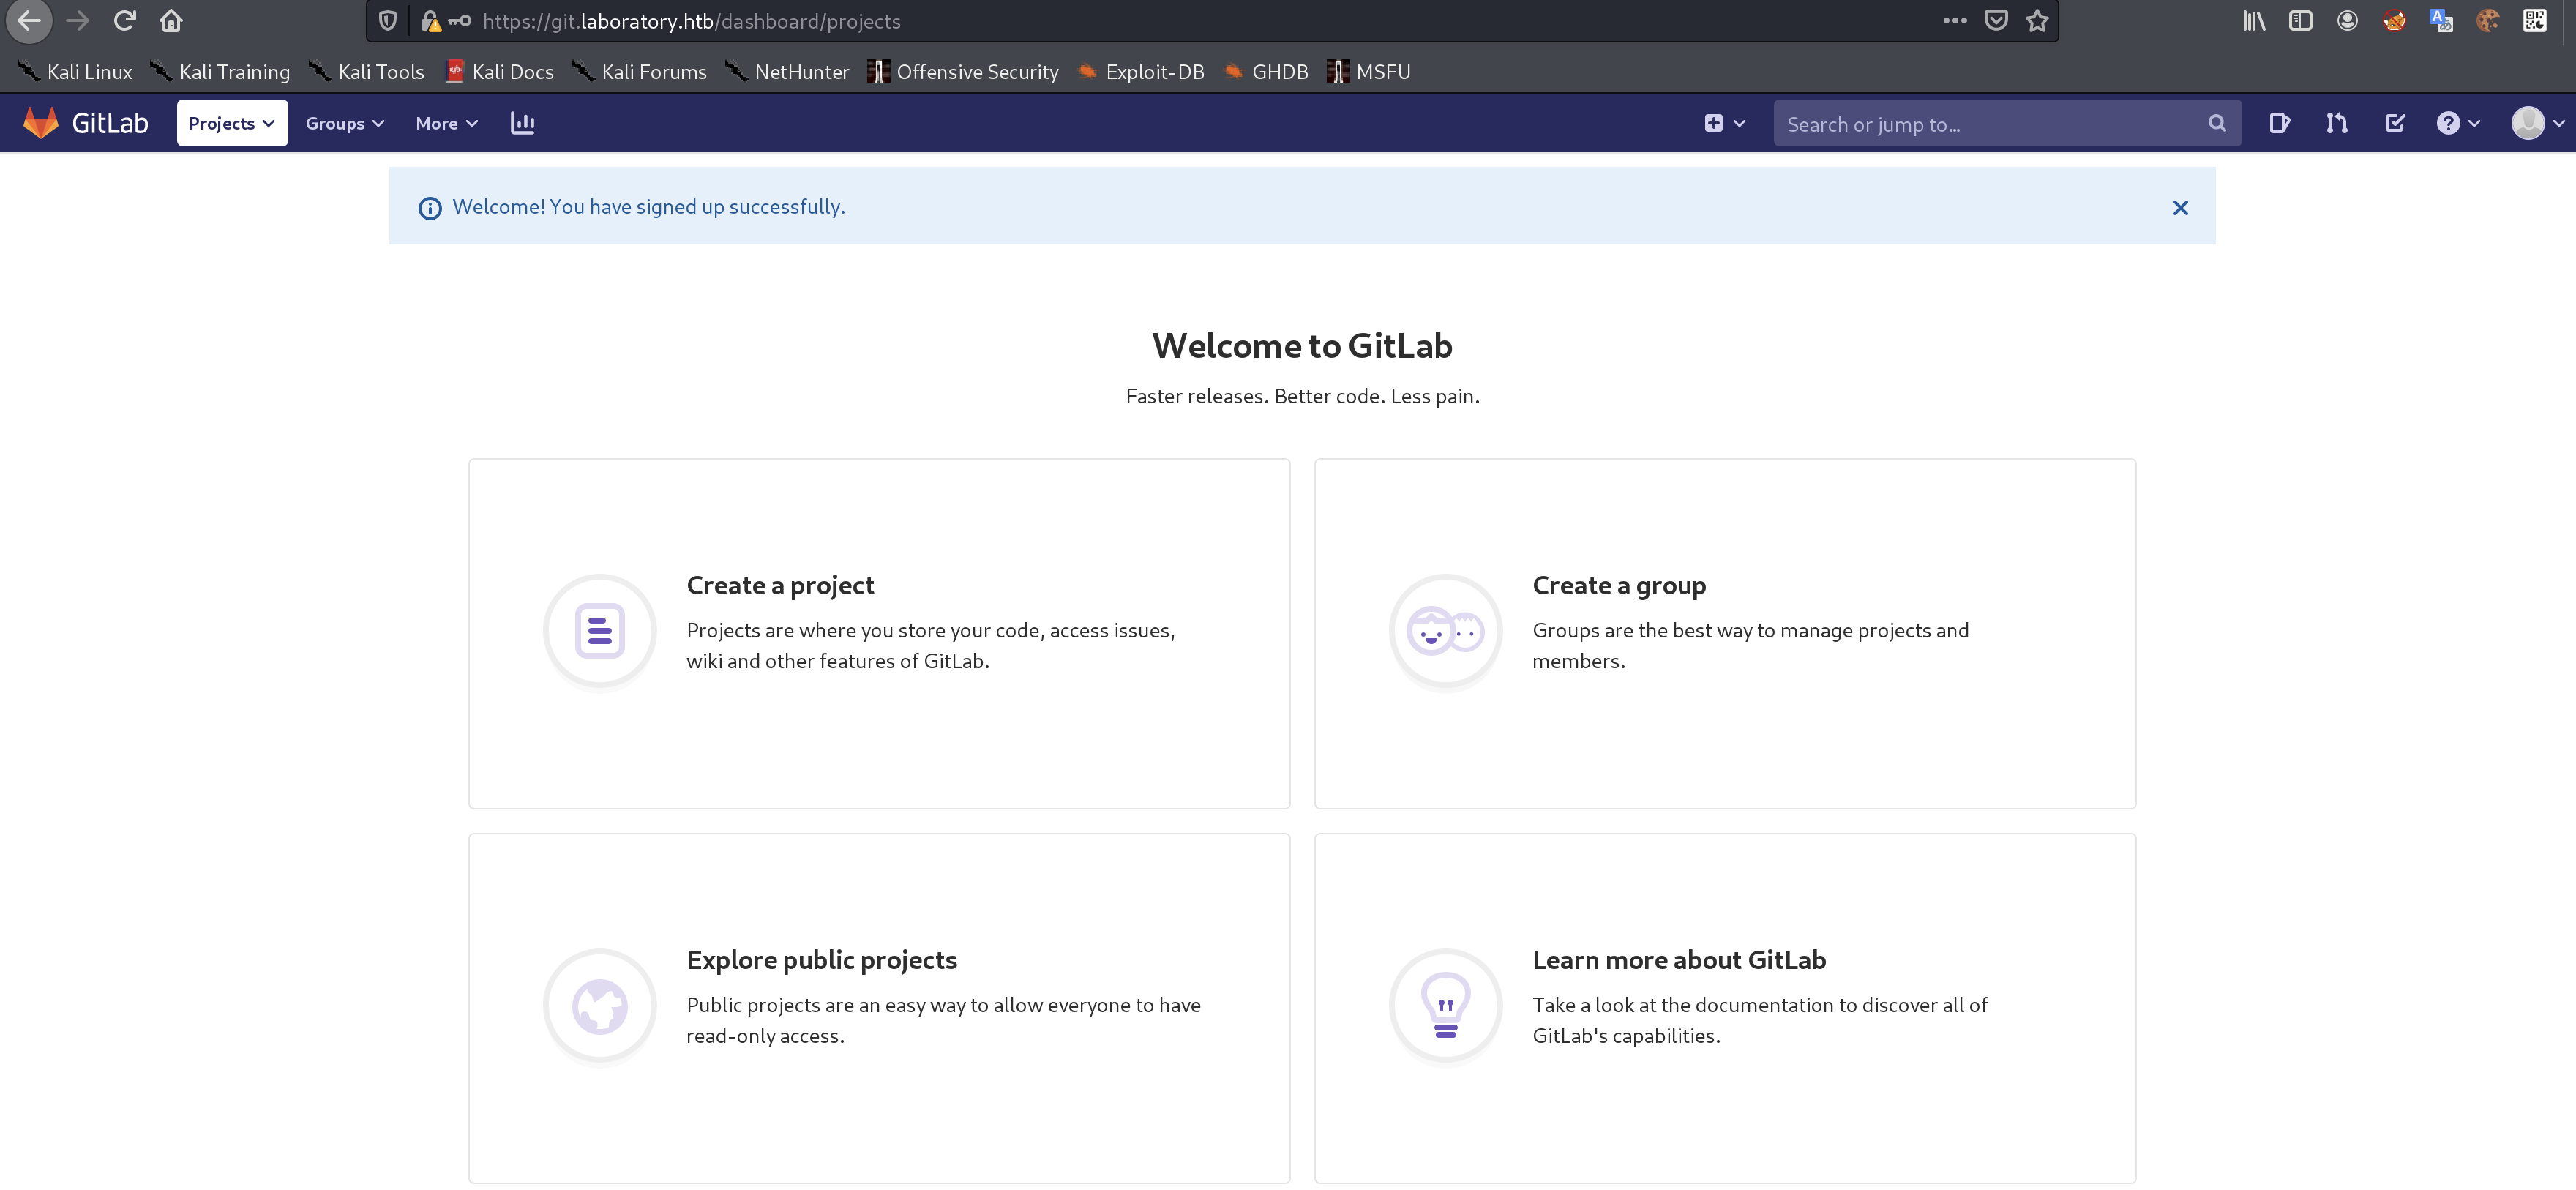 https://git.laboratory.htb/dashboard/projects
Kali Linux Kali Training Kali Tools Kali Docs Kali Forums NetHunter Offensive Security Exploit-DB GHDB MSFU
GitLab Projects Groups More Search or jump to...
Welcome! You have signed up successfully.
Welcome to GitLab
Faster releases. Better code. Less pain.
Create a project
Projects are where you store your code, access issues,
wiki and other features of GitLab.
Create a group
Groups are the best way to manage projects and
members.
Explore public projects
Public projects are an easy way to allow everyone to have
read-only access.
Learn more about GitLab
Take a look at the documentation to discover all of
GitLab's capabilities.